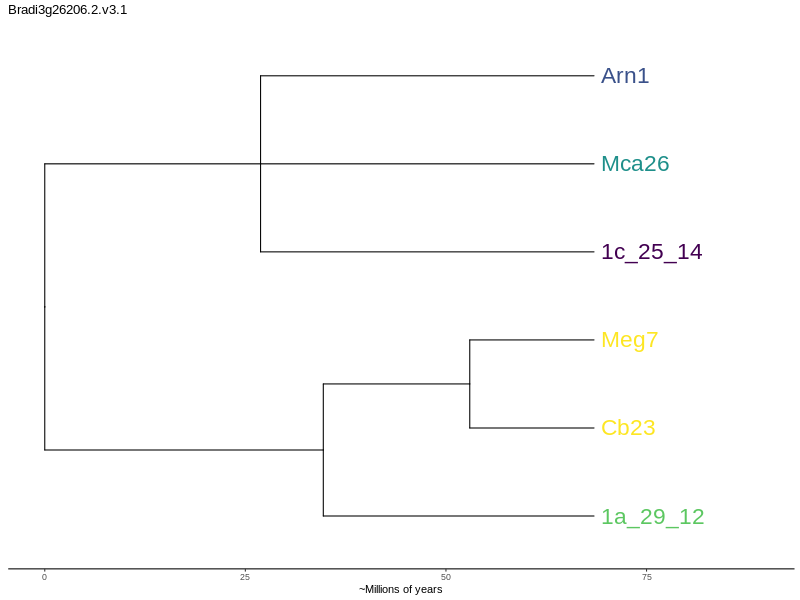 Bradi3g26206.2.v3.1
Arn1
Mca26
1c_25_14
Meg7
Cb23
1a_29_12
0 25 50 75
~Millions of years